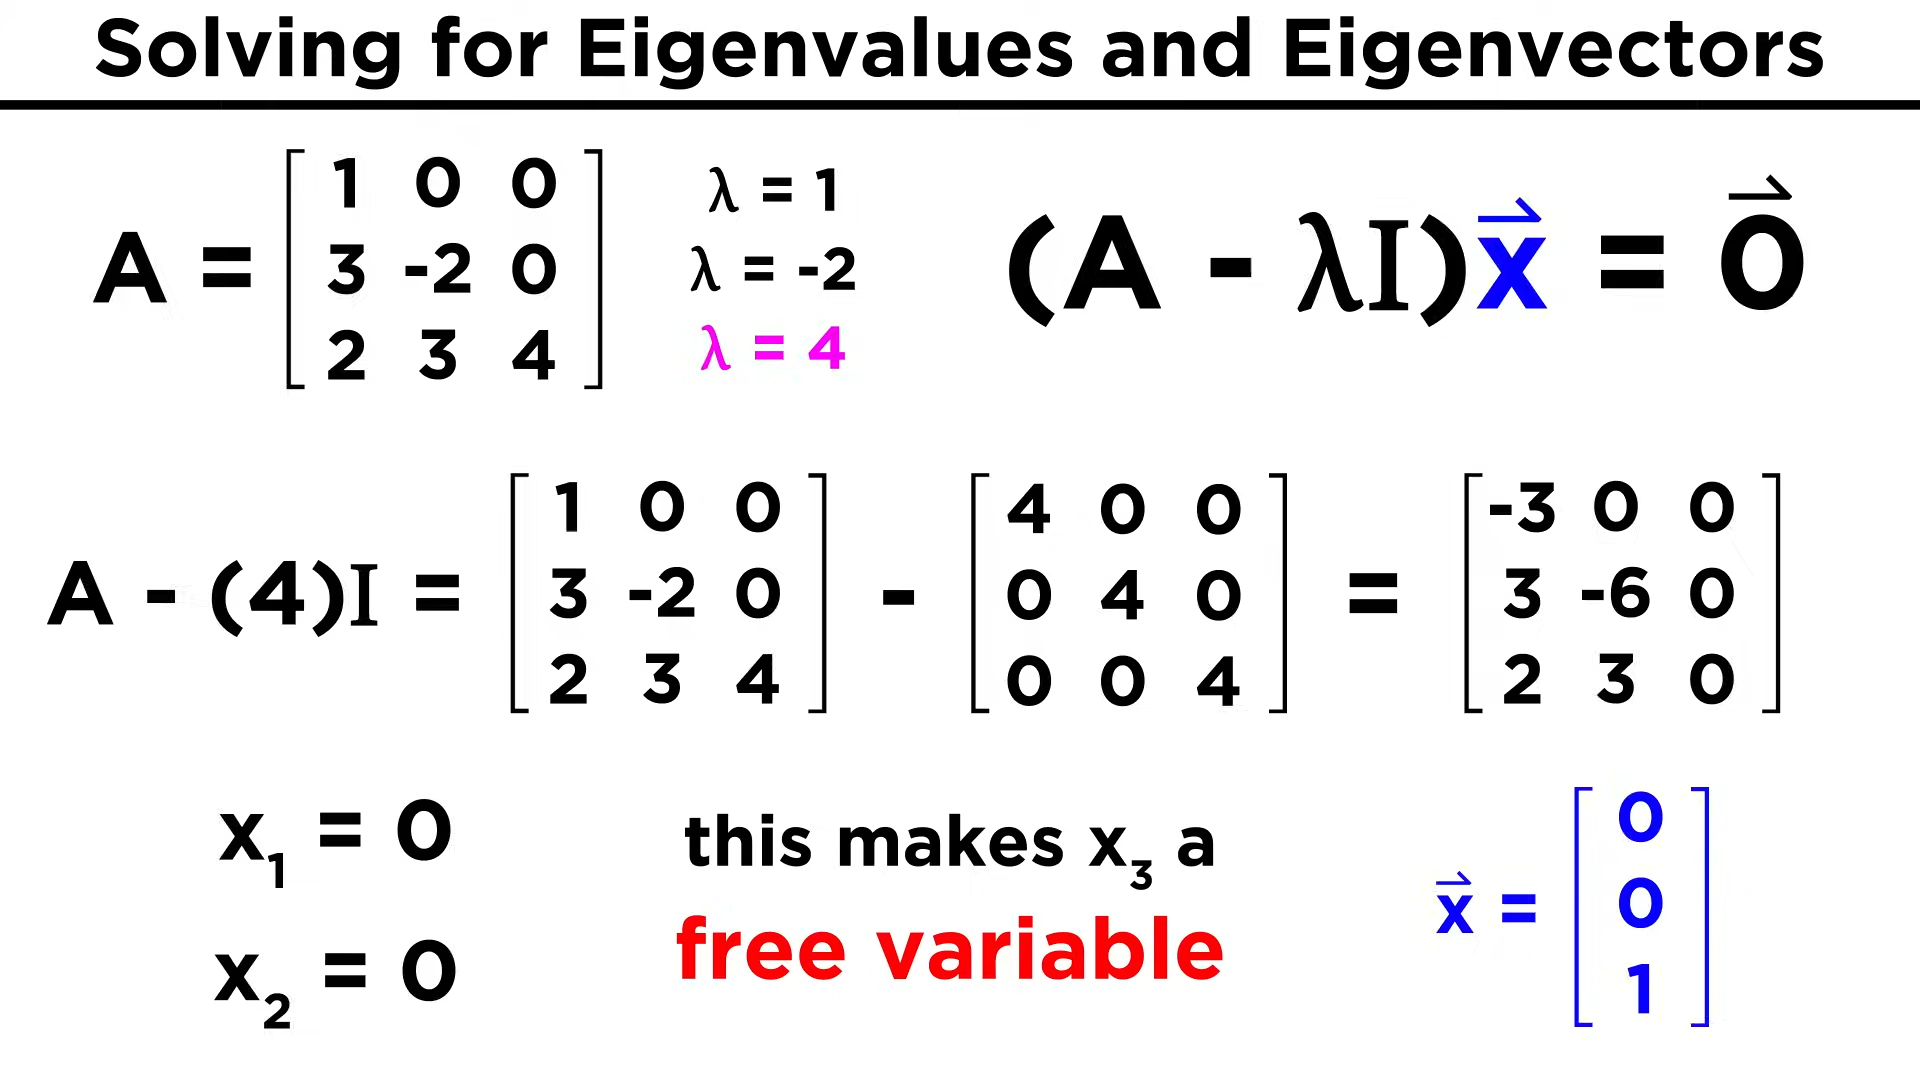 Solving for Eigenvalues and Eigenvectors
A = [ 1 0 0
3 -2 0
2 3 4 ]
λ = 1
λ = -2
λ = 4
(A - λI)x⃗ = 0⃗
A - (4)I = [ 1 0 0
3 -2 0
2 3 4 ]
-
[ 4 0 0
0 4 0
0 0 4 ]
=
[ -3 0 0
3 -6 0
2 3 0 ]
x₁ = 0
x₂ = 0
this makes x₃ a
free variable
x⃗ = [ 0
0
1 ]